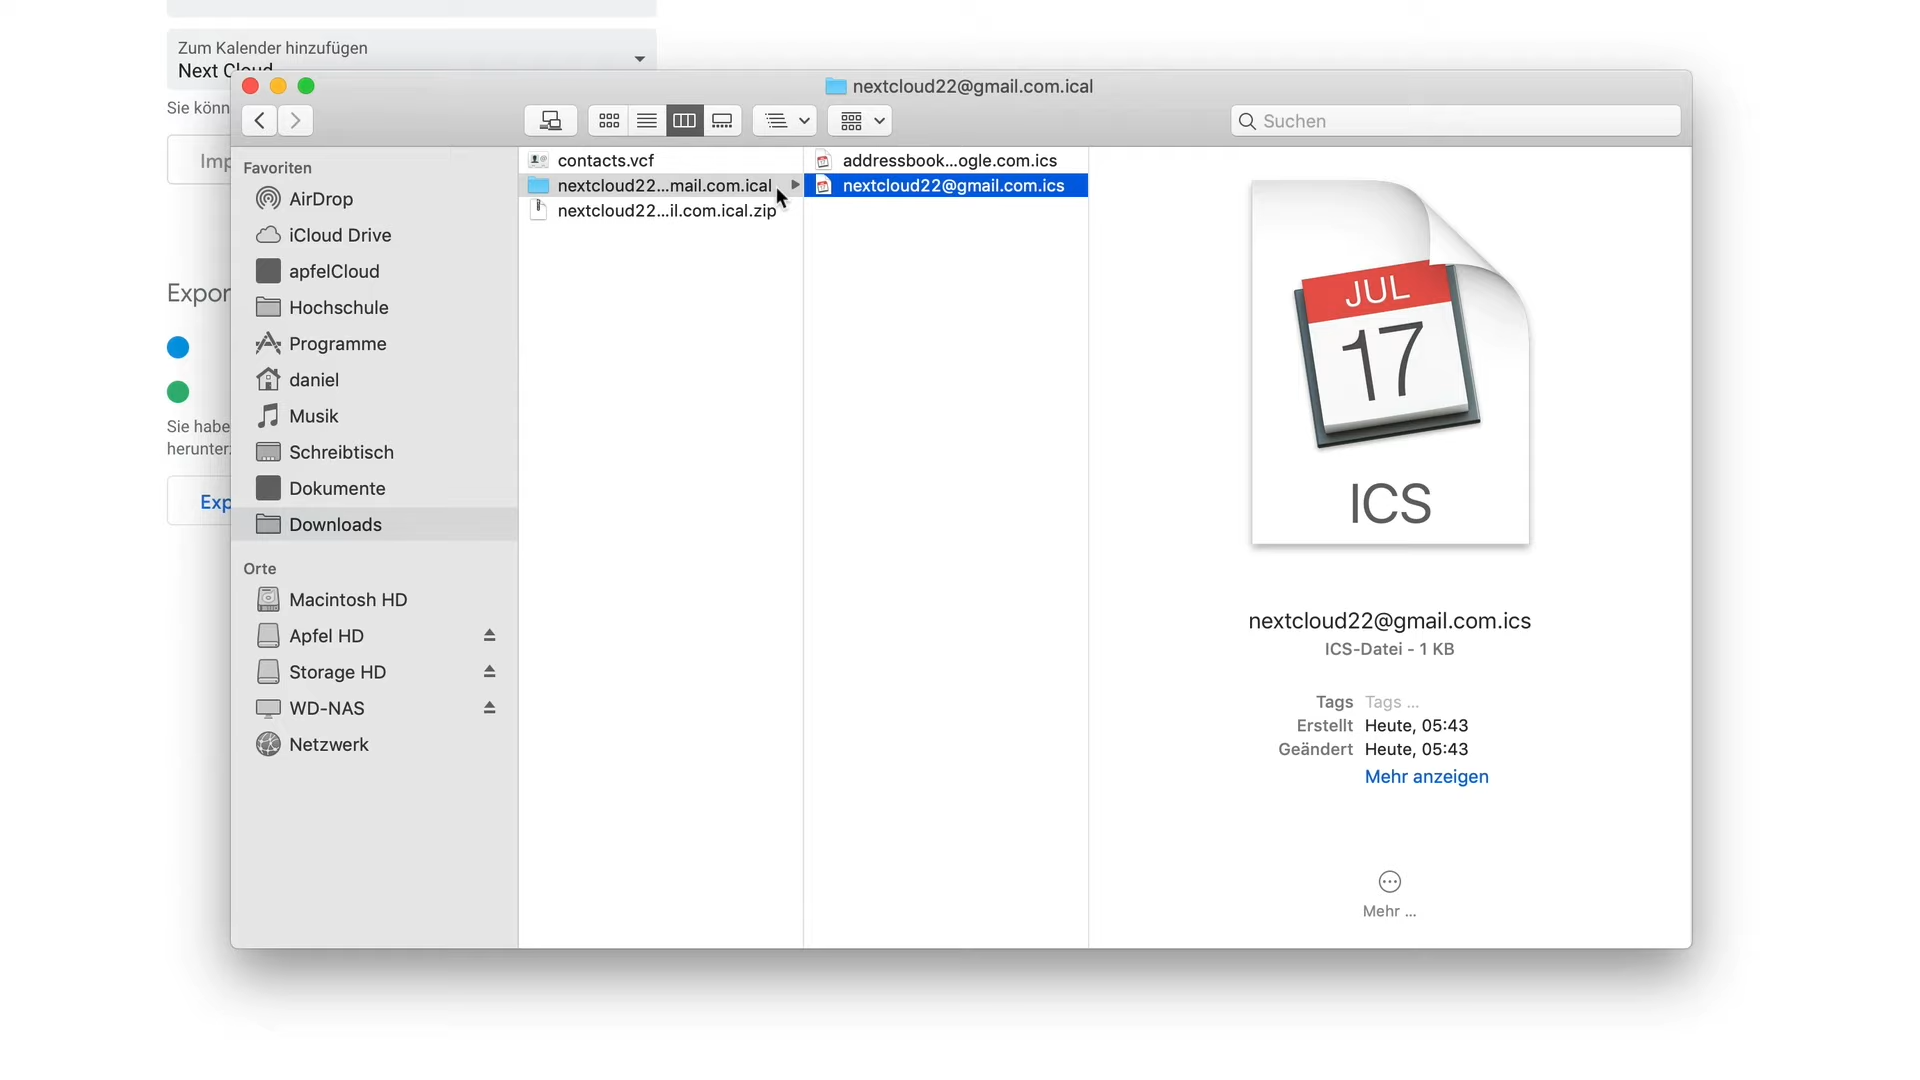 Zum Kalender hinzufügen
Next Cloud
Sie könn
Imp
Expor
Sie habe
herunter
Exp
nextcloud22@gmail.com.ical
Suchen
Favoriten
AirDrop
iCloud Drive
apfelCloud
Hochschule
Programme
daniel
Musik
Schreibtisch
Dokumente
Downloads
Orte
Macintosh HD
Apfel HD
Storage HD
WD-NAS
Netzwerk
contacts.vcf
nextcloud22...mail.com.ical
nextcloud22...il.com.ical.zip
addressbook...ogle.com.ics
nextcloud22@gmail.com.ics
JUL
17
ICS
nextcloud22@gmail.com.ics
ICS-Datei - 1 KB
Tags Tags ...
Erstellt Heute, 05:43
Geändert Heute, 05:43
Mehr anzeigen
Mehr ...